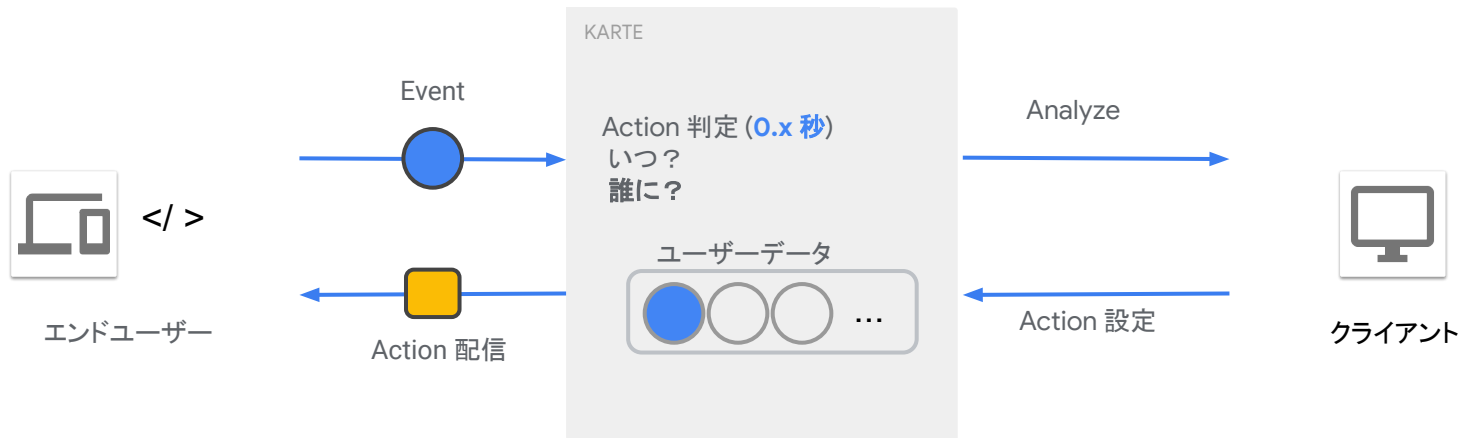 KARTE
Event
Action 判定 (0.x 秒)
いつ？
誰に？
Analyze
</ >
ユーザーデータ
...
エンドユーザー
Action 配信
Action 設定
クライアント